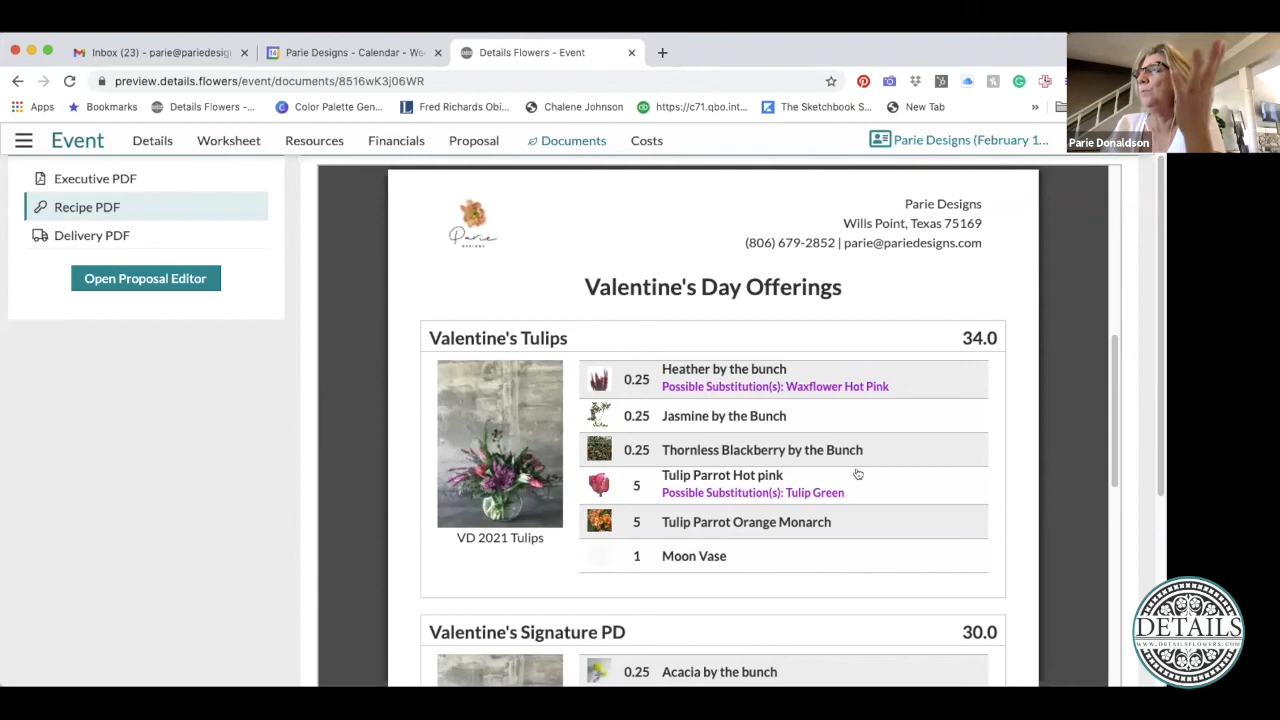 Inbox (23) - parie@pariedesig
Parie Designs - Calendar - We
Details Flowers - Event
preview.details.flowers/event/documents/8516wK3j06WR
Apps
Bookmarks
Details Flowers -...
Color Palette Gen...
Fred Richards Obi...
Chalene Johnson
https://c71.qbo.int...
The Sketchbook S...
New Tab
»
Event
Details
Worksheet
Resources
Financials
Proposal
Documents
Costs
Parie Designs (February 1...
Parie Donaldson
Executive PDF
Recipe PDF
Delivery PDF
Open Proposal Editor
Parie
DESIGNS
Parie Designs
Wills Point, Texas 75169
(806) 679-2852 | parie@pariedesigns.com
Valentine's Day Offerings
Valentine's Tulips 34.0
0.25 Heather by the bunch
Possible Substitution(s): Waxflower Hot Pink
0.25 Jasmine by the Bunch
0.25 Thornless Blackberry by the Bunch
5 Tulip Parrot Hot pink
Possible Substitution(s): Tulip Green
5 Tulip Parrot Orange Monarch
1 Moon Vase
VD 2021 Tulips
Valentine's Signature PD 30.0
0.25 Acacia by the bunch
DETAILS
WWW.DETAILSFLOWERS.COM